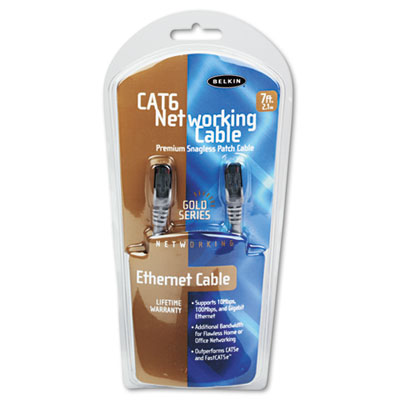 BELKIN
CAT6
Networking
Cable
7ft.
2.1m
Premium Snagless Patch Cable
GOLD
SERIES
NETWORKING
Ethernet Cable
LIFETIME
WARRANTY
• Supports 10Mbps,
100Mbps, and Gigabit
Ethernet
• Additional Bandwidth
for Flawless Home or
Office Networking
• Outperforms CAT5e
and FastCAT5e™